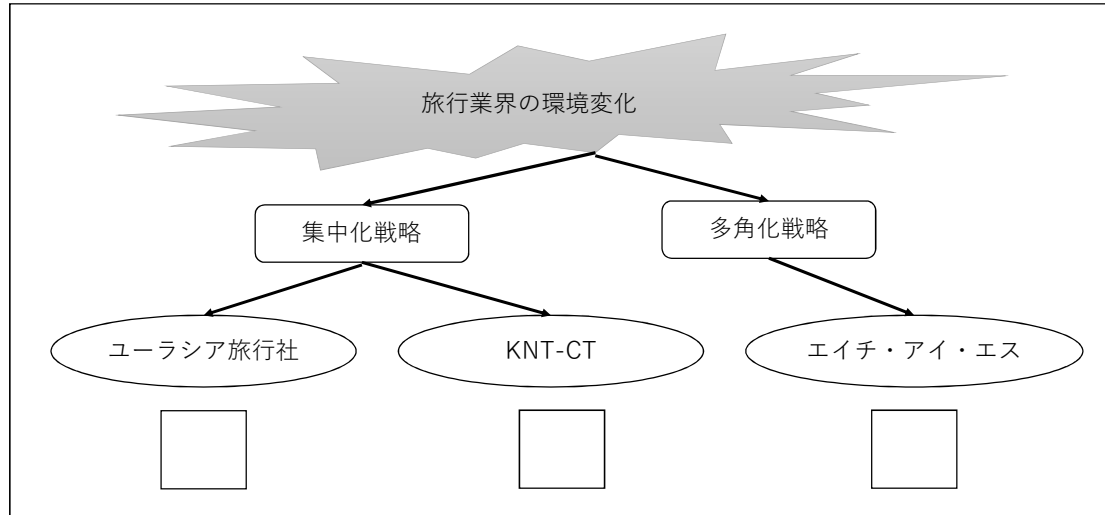 旅行業界の環境変化
集中化戦略
多角化戦略
ユーラシア旅行社
KNT-CT
エイチ・アイ・エス